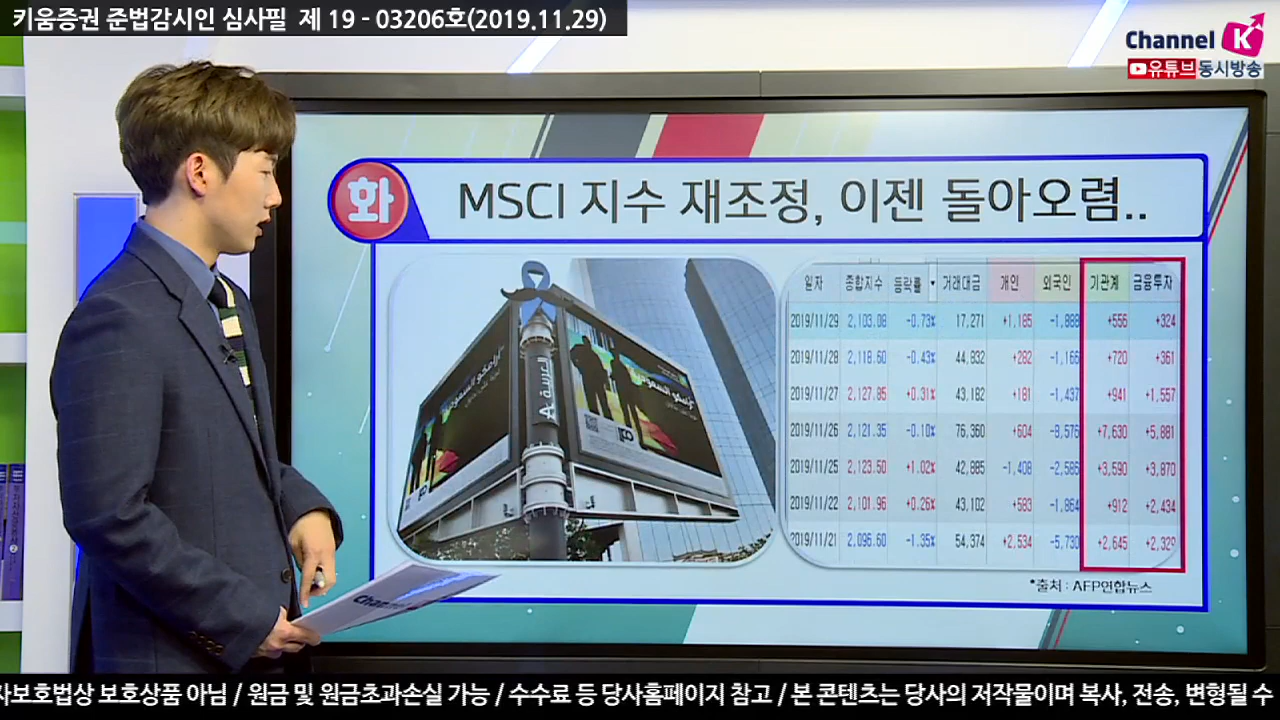 키움증권 준법감시인 심사필 제 19 - 03206호(2019.11.29)
Channel K
유튜브 동시방송
화
MSCI 지수 재조정, 이젠 돌아오렴..
일자 종합지수 등락률 거래대금 개인 외국인 기관계 금융투자
2019/11/29 2,103.08 -0.73% 17,271 +1,185 -1,888 +556 +324
2019/11/28 2,118.60 -0.43% 44,832 +282 -1,166 +720 +361
2019/11/27 2,127.85 +0.31% 43,182 +181 -1,437 +941 +1,557
2019/11/26 2,121.35 -0.10% 76,360 +604 -8,576 +7,630 +5,881
2019/11/25 2,123.50 +1.02% 42,885 -1,408 -2,586 +3,590 +3,870
2019/11/22 2,101.96 +0.26% 43,102 +583 -1,864 +912 +2,434
2019/11/21 2,096.60 -1.35% 54,374 +2,534 -5,730 +2,645 +2,329
*출처 : AFP연합뉴스
Channel
자보호법상 보호상품 아님 / 원금 및 원금초과손실 가능 / 수수료 등 당사홈페이지 참고 / 본 콘텐츠는 당사의 저작물이며 복사, 전송, 변형될 수